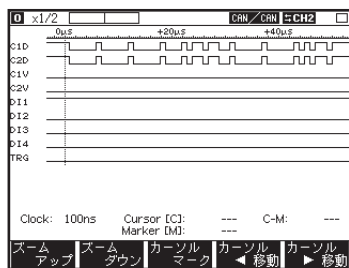 0 x1/2 CAN/CAN ⇆CH2
0μs +20μs +40μs
C1D
C2D
C1V
C2V
DI1
DI2
DI3
DI4
TRG
Clock: 100ns Cursor [C]: --- C-M: ---
Marker [M]: ---
ズーム アップ ズーム ダウン カーソル マーク カーソル ◀ 移動 カーソル ▶ 移動